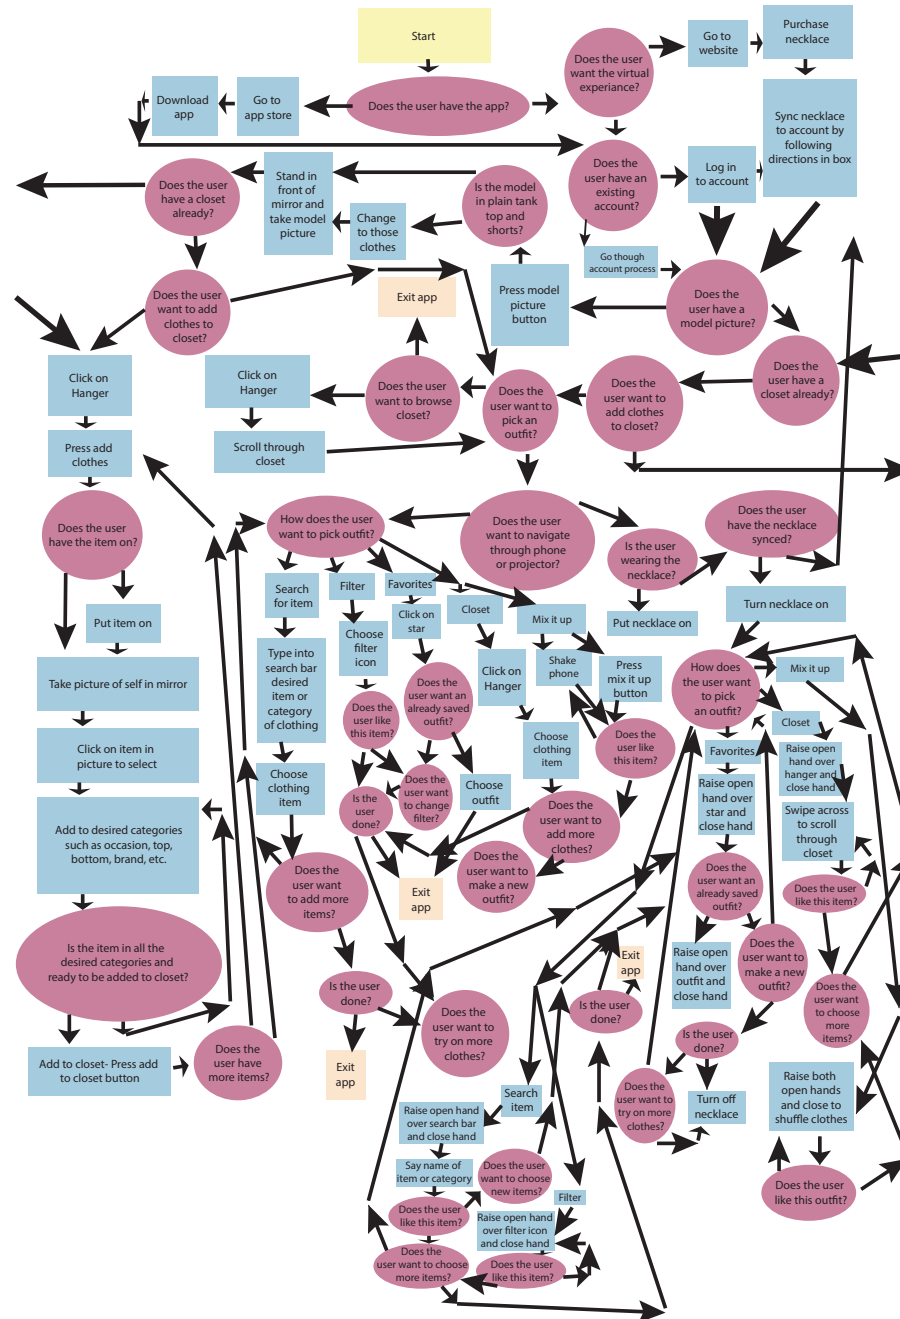 Start
Does the user have the app?
Go to
app store
Download
app
Does the user
want the virtual
experiance?
Go to
website
Purchase
necklace
Sync necklace
to account by
following
directions in box
Does the
user have an
existing
account?
Log in
to account
Go though
account process
Does the
user have a
model picture?
Press model
picture
button
Is the model
in plain tank
top and
shorts?
Change
to those
clothes
Stand in
front of
mirror and
take model
picture
Does the user
have a closet
already?
Does the user
want to add
clothes to
closet?
Exit app
Does the
user have a
closet already?
Does the
user want to
add clothes
to closet?
Does the
user want to
pick an
outfit?
Does the user
want to browse
closet?
Click on
Hanger
Scroll through
closet
Click on
Hanger
Press add
clothes
Does the user
have the item on?
Put item on
Take picture of self in mirror
Click on item in
picture to select
Add to desired categories
such as occasion, top,
bottom, brand, etc.
Is the item in all the
desired categories and
ready to be added to closet?
Add to closet- Press add
to closet button
Does the
user have
more items?
Does the user
want to navigate
through phone
or projector?
How does the user
want to pick outfit?
Search
for item
Type into
search bar
desired
item or
category
of clothing
Choose
clothing
item
Does the
user want
to add more
items?
Is the user
done?
Exit
app
Filter
Choose
filter
icon
Does the
user like
this item?
Does the
user want
to change
filter?
Is the
user
done?
Exit
app
Favorites
Click on
star
Does the
user want an
already saved
outfit?
Choose
outfit
Closet
Click on
Hanger
Choose
clothing
item
Does the
user want to
add more
clothes?
Does the
user want to
make a new
outfit?
Mix it up
Shake
phone
Press
mix it up
button
Does the
user like
this item?
Does the
user want to
try on more
clothes?
Is the user
wearing the
necklace?
Put necklace on
Does the user
have the necklace
synced?
Turn necklace on
How does
the user want
to pick
an outfit?
Mix it up
Closet
Raise open
hand over
hanger and
close hand
Swipe across
to scroll
through
closet
Does the user
like this item?
Does the
user want
to choose
more
items?
Favorites
Raise open
hand over
star and
close hand
Does the
user want an
already saved
outfit?
Raise open
hand over
outfit and
close hand
Does the
user want to
make a new
outfit?
Is the user
done?
Does the
user want to
try on more
clothes?
Turn off
necklace
Raise both
open hands
and close to
shuffle clothes
Does the user
like this outfit?
Exit
app
Is the user
done?
Search
item
Raise open hand
over search bar
and close hand
Say name of
item or category
Does the user
like this item?
Does the user
want to choose
new items?
Does the
user want to choose
more items?
Filter
Raise open hand
over filter icon
and close hand
Does the user
like this item?